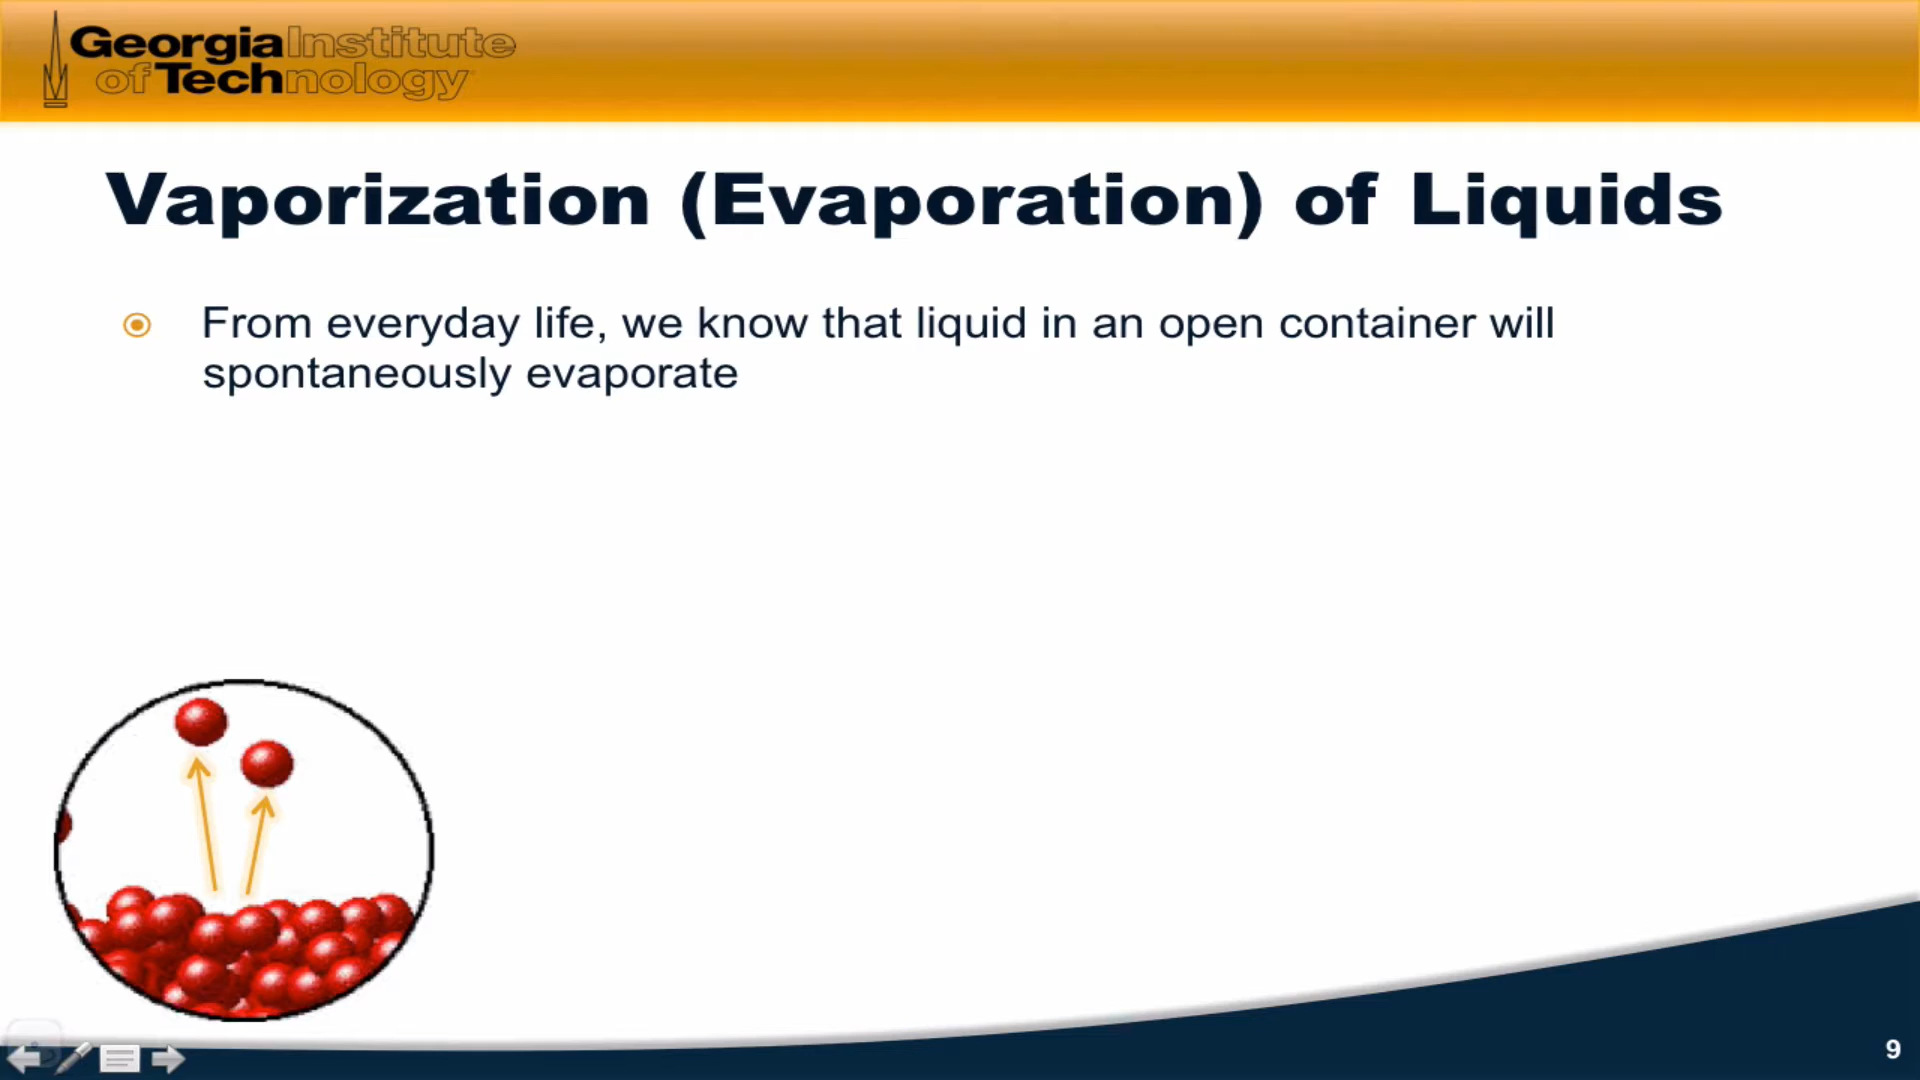 Georgia Institute
of Technology
Vaporization (Evaporation) of Liquids
From everyday life, we know that liquid in an open container will
spontaneously evaporate
9